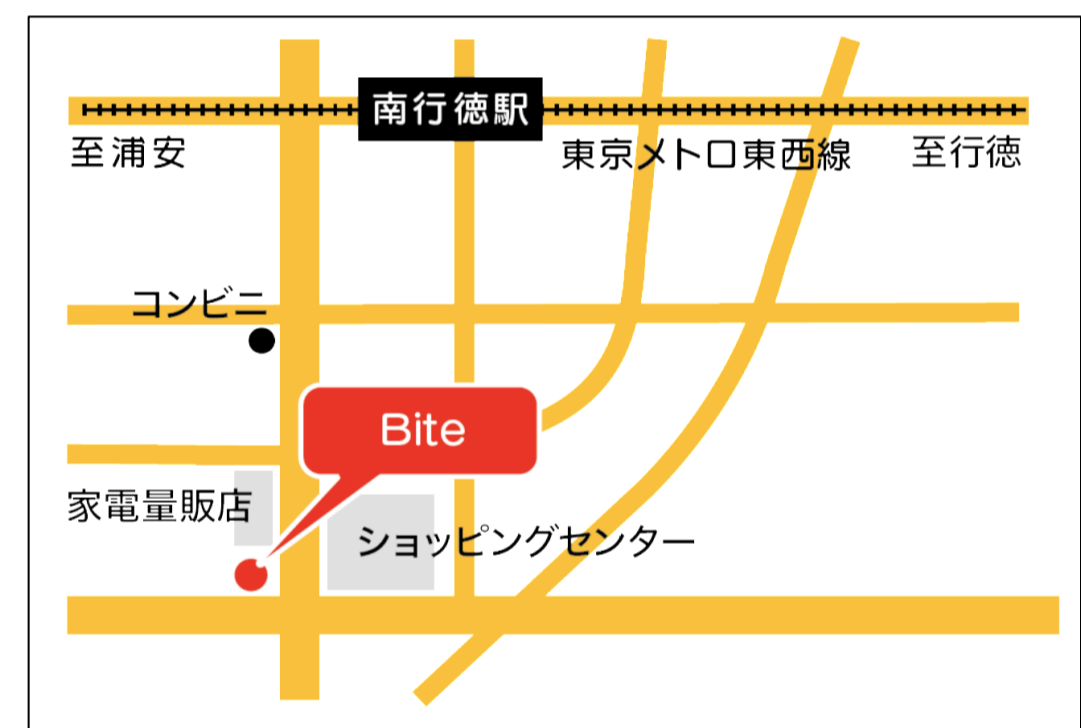 南行徳駅
至浦安
東京メトロ東西線
至行徳
コンビニ
Bite
家電量販店
ショッピングセンター